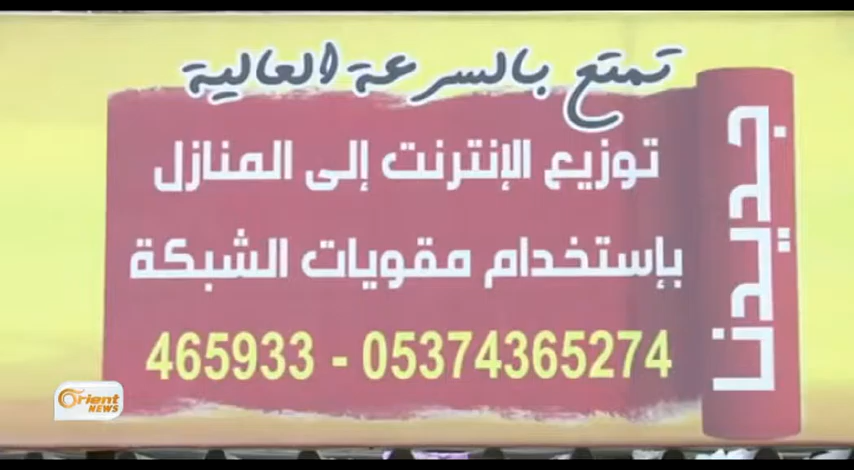 تمتع بالسرعة العالية
جديدنا
توزيع الإنترنت إلى المنازل
بإستخدام مقويات الشبكة
465933 - 05374365274
Orient
NEWS